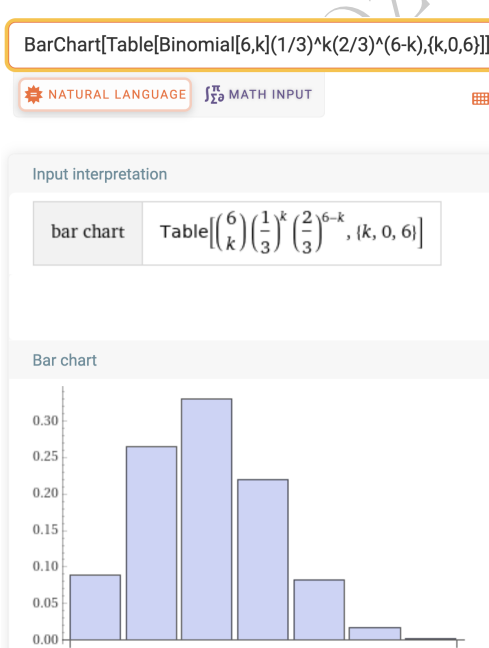 BarChart[Table[Binomial[6,k](1/3)^k(2/3)^(6-k),{k,0,6}]]
NATURAL LANGUAGE
MATH INPUT
Input interpretation
bar chart
Table[(6 k) (1/3)^k (2/3)^(6-k), {k, 0, 6}]
Bar chart
0.30
0.25
0.20
0.15
0.10
0.05
0.00